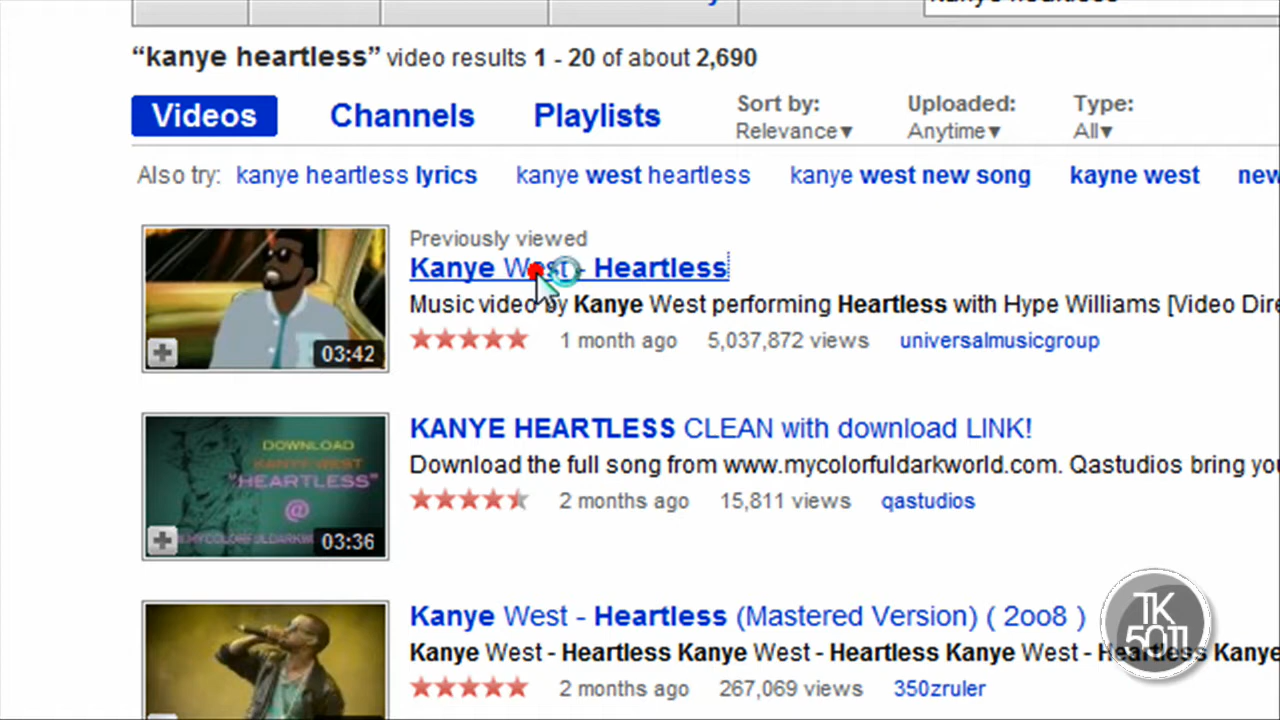 "kanye heartless" video results 1 - 20 of about 2,690
Videos Channels Playlists Sort by: Relevance▾ Uploaded: Anytime▾ Type: All▾
Also try: kanye heartless lyrics kanye west heartless kanye west new song kayne west new
Previously viewed
Kanye West - Heartless
Music video by Kanye West performing Heartless with Hype Williams [Video Dire
03:42
1 month ago 5,037,872 views universalmusicgroup
KANYE HEARTLESS CLEAN with download LINK!
Download the full song from www.mycolorfuldarkworld.com. Qastudios bring you
DOWNLOAD
KANYE WEST
"HEARTLESS"
@
03:36
2 months ago 15,811 views qastudios
Kanye West - Heartless (Mastered Version) ( 2oo8 )
Kanye West - Heartless Kanye West - Heartless Kanye West - Heartless Kanye
2 months ago 267,069 views 350zruler
TK
5011